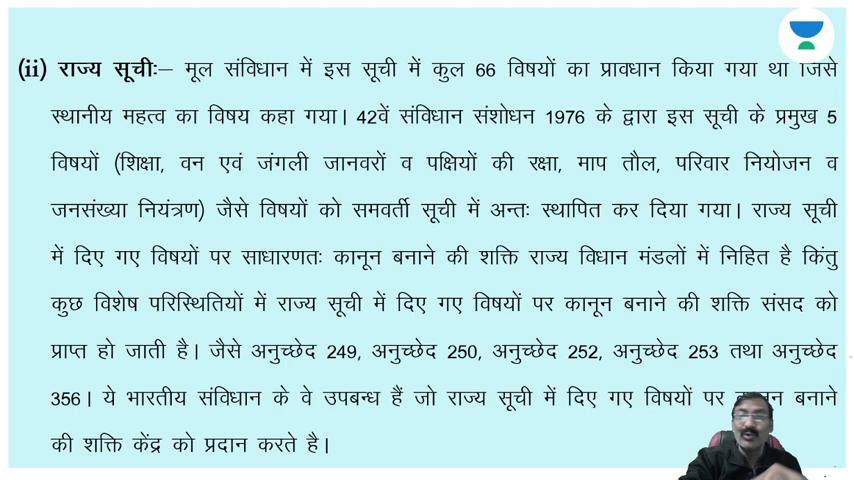 (ii) राज्य सूचीः– मूल संविधान में इस सूची में कुल 66 विषयों का प्रावधान किया गया था जिसे
स्थानीय महत्व का विषय कहा गया। 42वें संविधान संशोधन 1976 के द्वारा इस सूची के प्रमुख 5
विषयों (शिक्षा, वन एवं जंगली जानवरों व पक्षियों की रक्षा, माप तौल, परिवार नियोजन व
जनसंख्या नियंत्रण) जैसे विषयों को समवर्ती सूची में अन्तः स्थापित कर दिया गया। राज्य सूची
में दिए गए विषयों पर साधारणतः कानून बनाने की शक्ति राज्य विधान मंडलों में निहित है किंतु
कुछ विशेष परिस्थितियों में राज्य सूची में दिए गए विषयों पर कानून बनाने की शक्ति संसद को
प्राप्त हो जाती है। जैसे अनुच्छेद 249, अनुच्छेद 250, अनुच्छेद 252, अनुच्छेद 253 तथा अनुच्छेद
356। ये भारतीय संविधान के वे उपबन्ध हैं जो राज्य सूची में दिए गए विषयों पर कानून बनाने
की शक्ति केंद्र को प्रदान करते है।